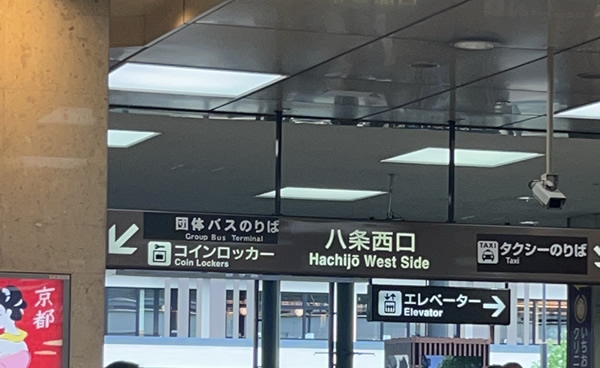 団体バスのりば
Group Bus Terminal
コインロッカー
Coin Lockers
八条西口
Hachijō West Side
TAXI
タクシーのりば
Taxi
エレベーター
Elevator
京都